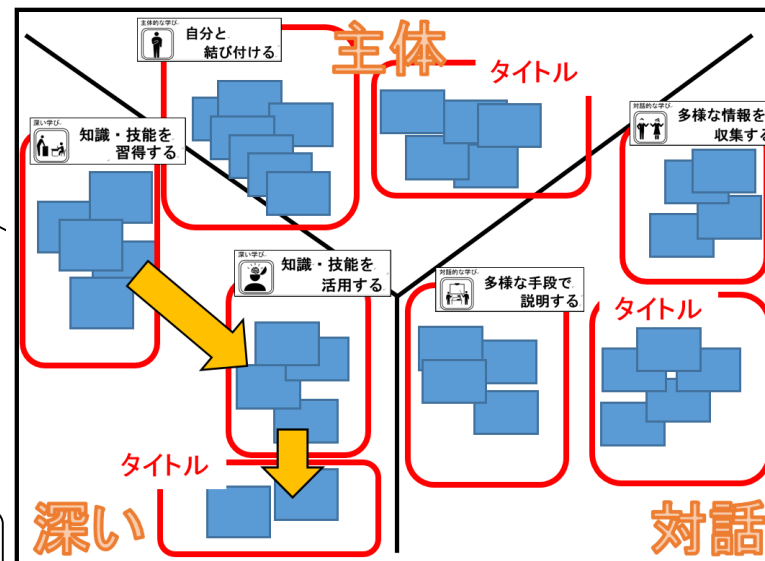 主体的な学び
自分と
結び付ける
主体
タイトル
深い学び
知識・技能を
習得する
対話的な学び
多様な情報を
収集する
深い学び
知識・技能を
活用する
対話的な学び
多様な手段で
説明する
タイトル
タイトル
深い
対話